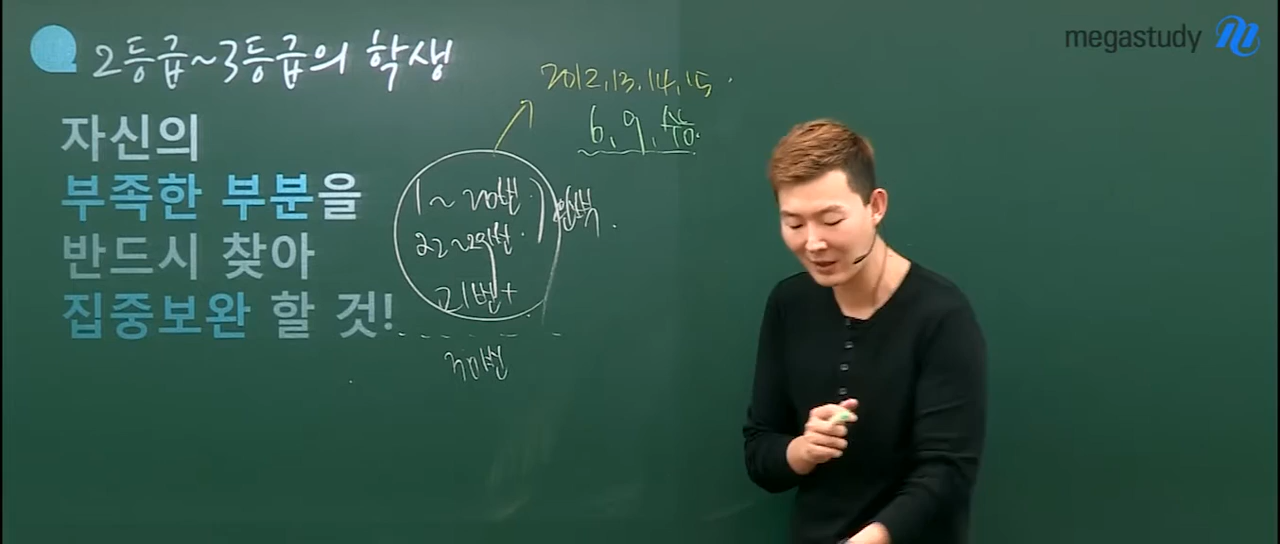 megastudy
2등급~3등급의 학생
자신의
부족한 부분을
반드시 찾아
집중보완 할 것!
2012.13.14.15.
6, 9, 수능.
1 ~ 20번.
22~29번. 완벽.
21번+
30번